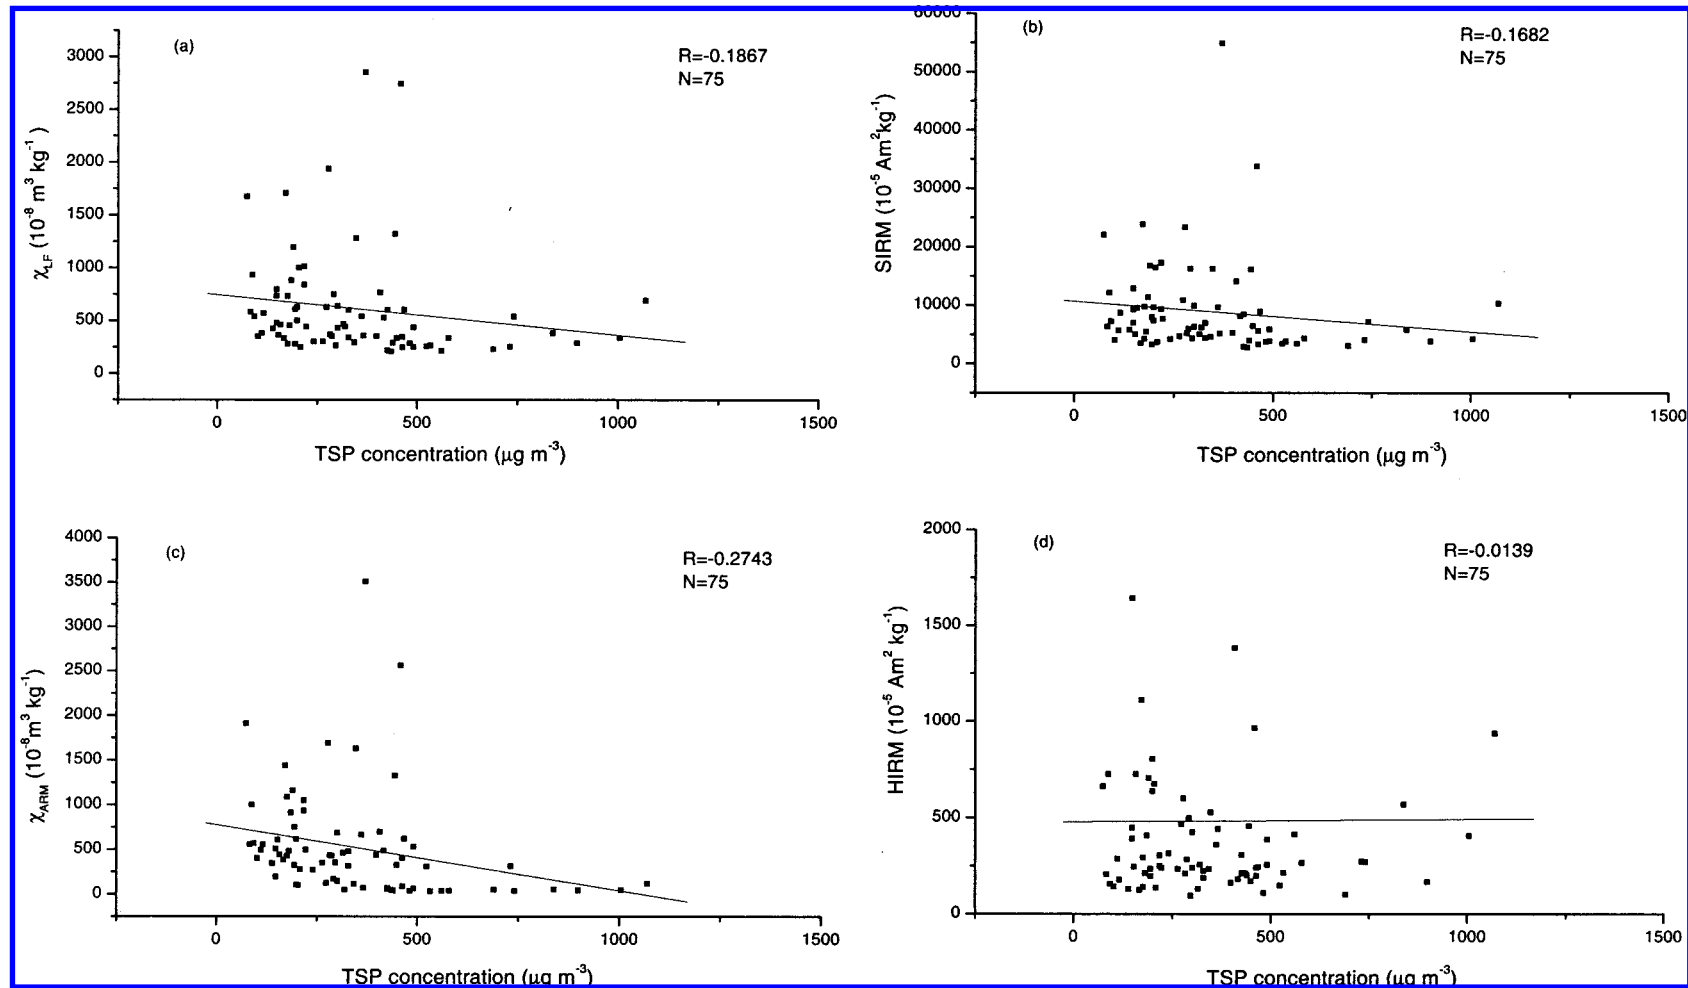 (a)
R=-0.1867
N=75
3000
2500
2000
1500
1000
500
0
χLF (10-8 m3 kg-1 )
0 500 1000 1500
TSP concentration (μg m-3)
(b)
R=-0.1682
N=75
60000
50000
40000
30000
20000
10000
0
SIRM (10-5 Am2kg-1)
0 500 1000 1500
TSP concentration (μg m-3)
(c)
R=-0.2743
N=75
4000
3500
3000
2500
2000
1500
1000
500
0
χARM (10-8m3 kg-1)
0 500 1000 1500
TSP concentration (μg m-3)
(d)
R=-0.0139
N=75
2000
1500
1000
500
0
HIRM (10-5 Am2 kg-1)
0 500 1000 1500
TSP concentration (μg m-3)